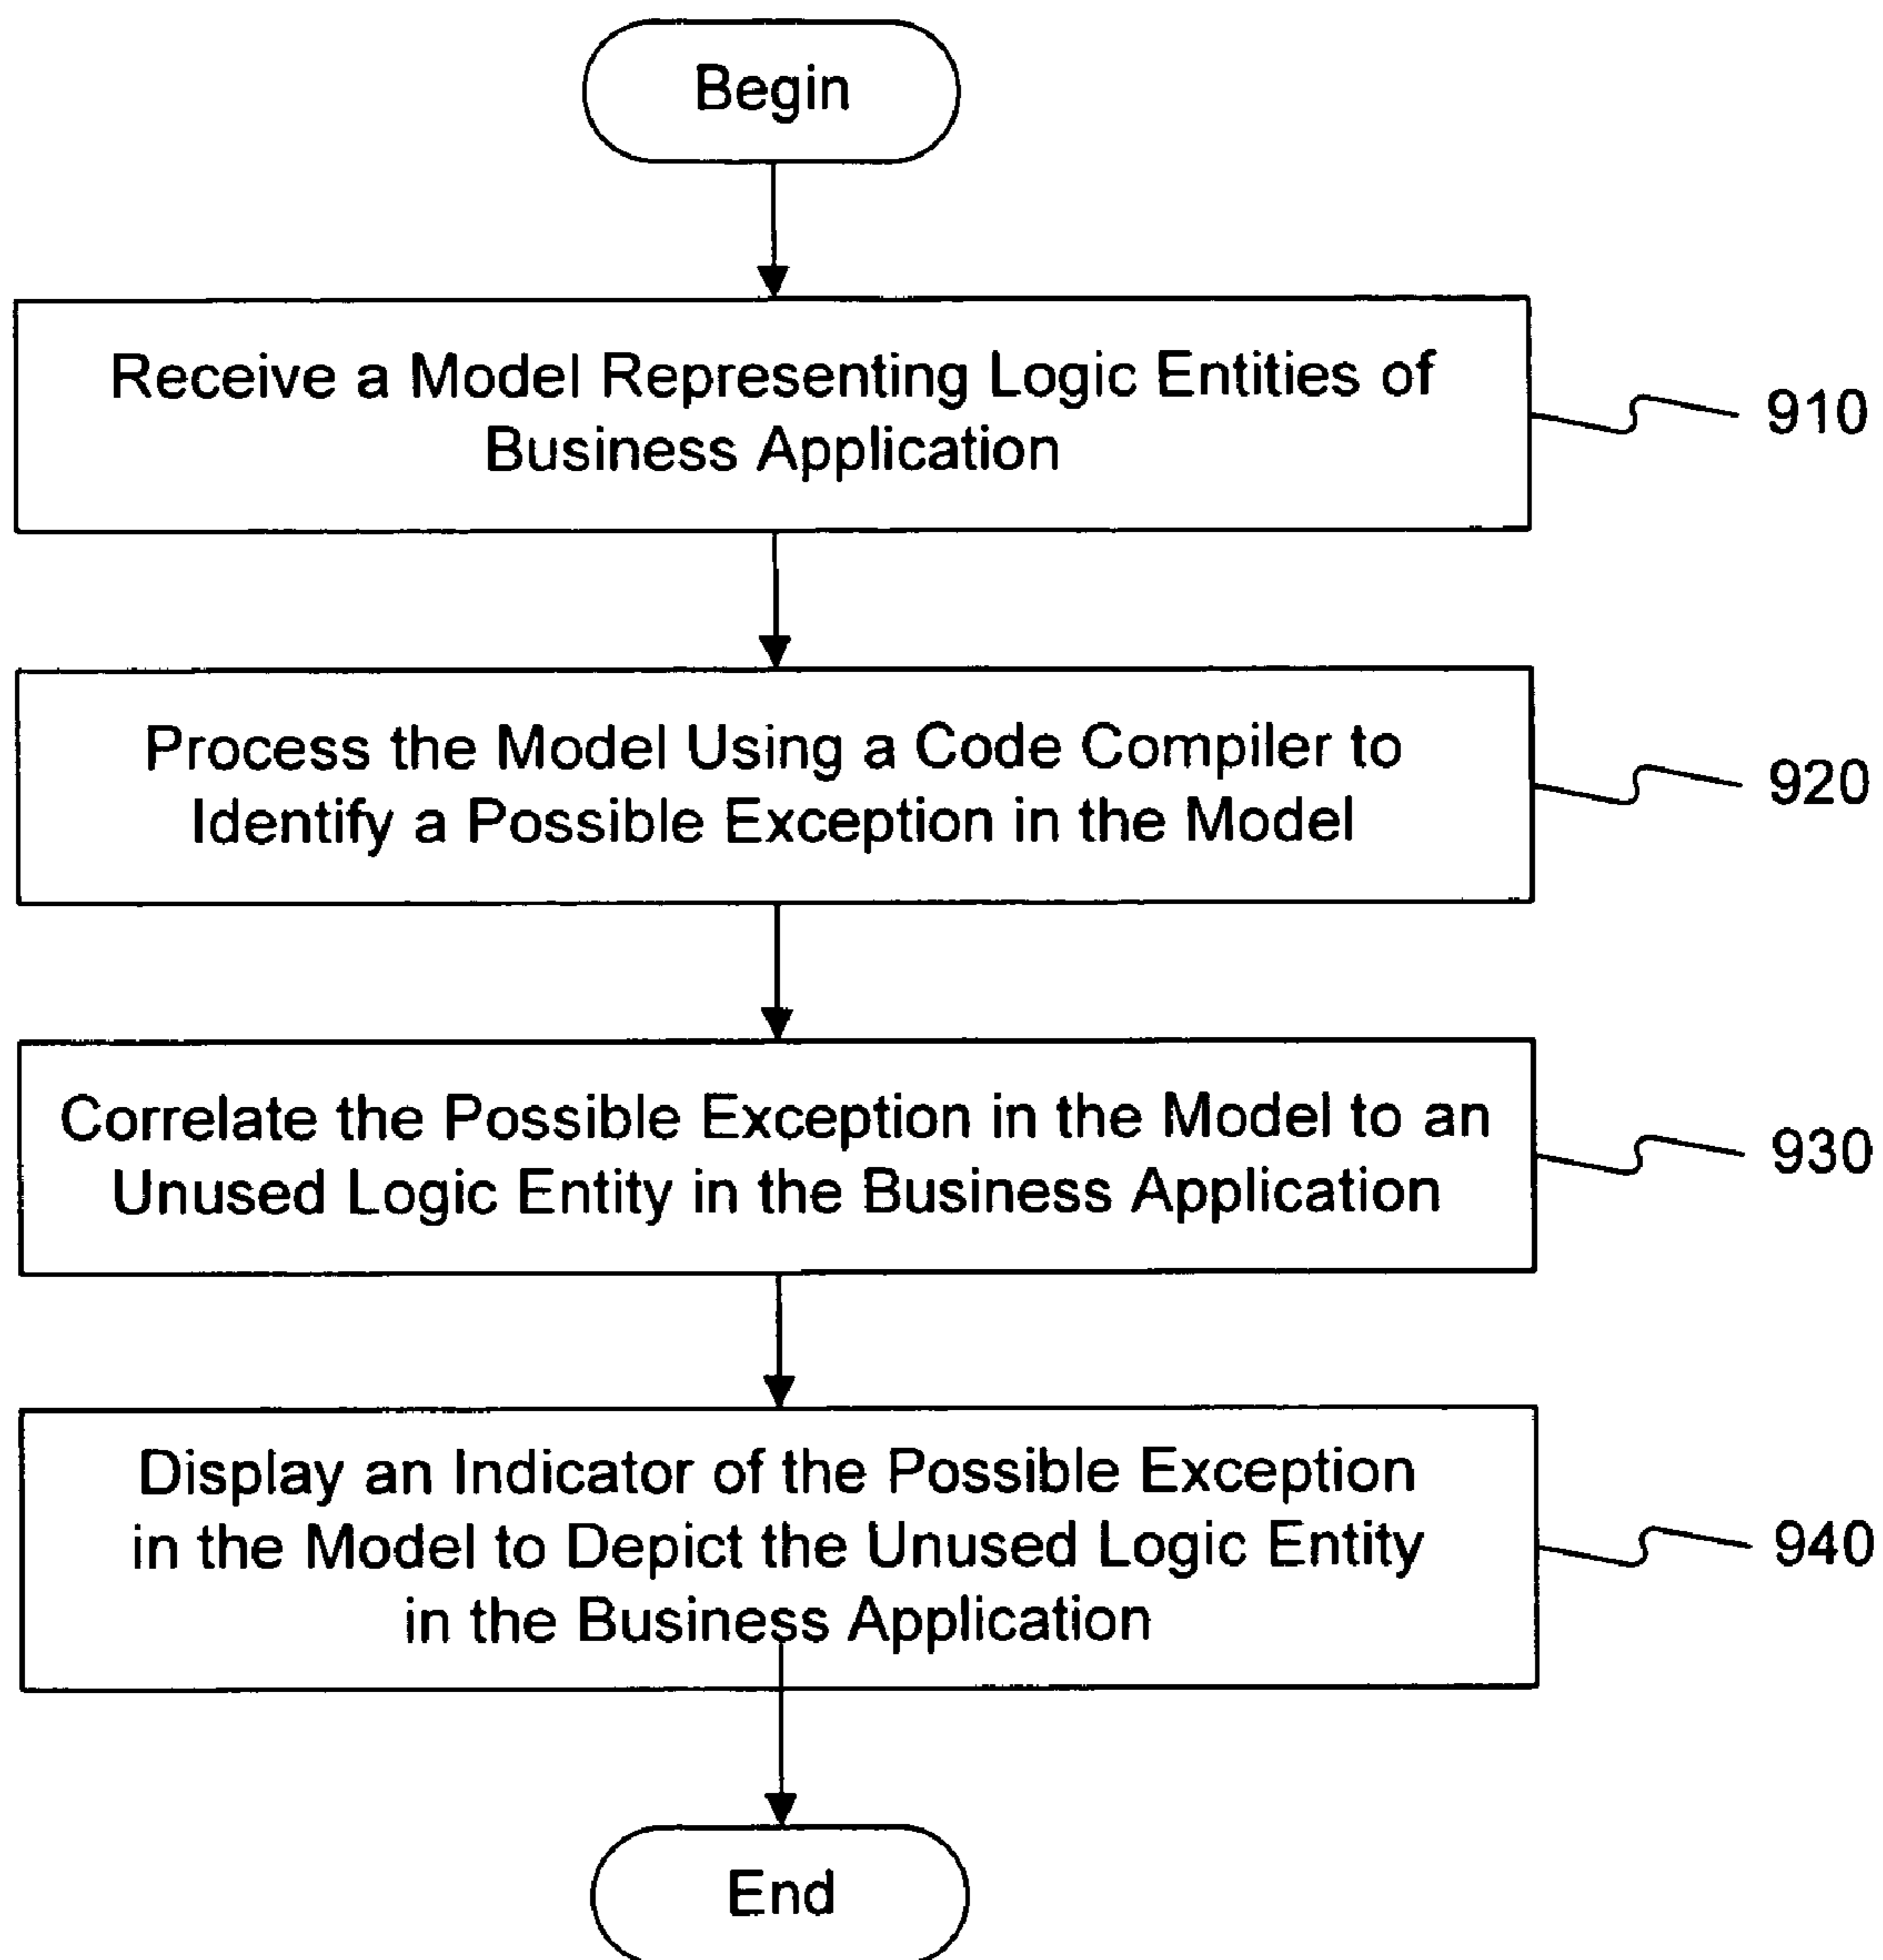 Begin
Receive a Model Representing Logic Entities of
Business Application
910
Process the Model Using a Code Compiler to
Identify a Possible Exception in the Model
920
Correlate the Possible Exception in the Model to an
Unused Logic Entity in the Business Application
930
Display an Indicator of the Possible Exception
in the Model to Depict the Unused Logic Entity
in the Business Application
940
End